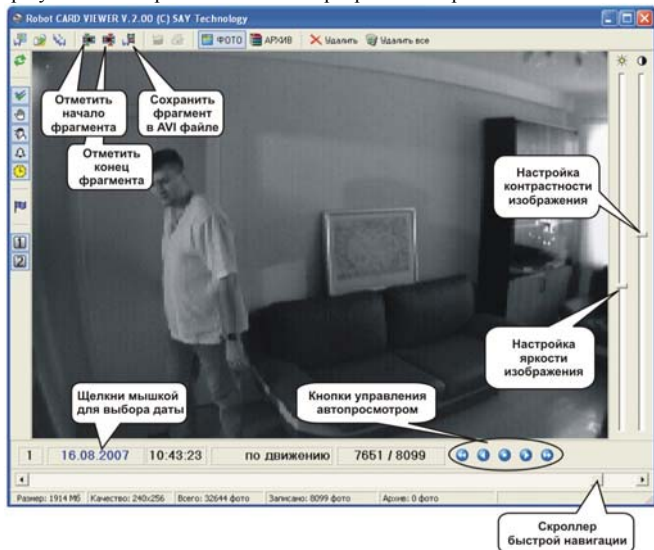 Robot CARD VIEWER V.2.00 (C) SAY Technology
ФОТО АРХИВ Удалить Удалить все
Отметить
начало
фрагмента
Сохранить
фрагмент
в AVI файле
Отметить
конец
фрагмента
Настройка
контрастности
изображения
Настройка
яркости
изображения
Щелкни мышкой
для выбора даты
Кнопки управления
автопросмотром
1 16.08.2007 10:43:23 по движению 7651 / 8099
Размер: 1914 Мб Качество: 240x256 Всего: 32644 фото Записано: 8099 фото Архив: 0 фото
Скроллер
быстрой навигации
1
2